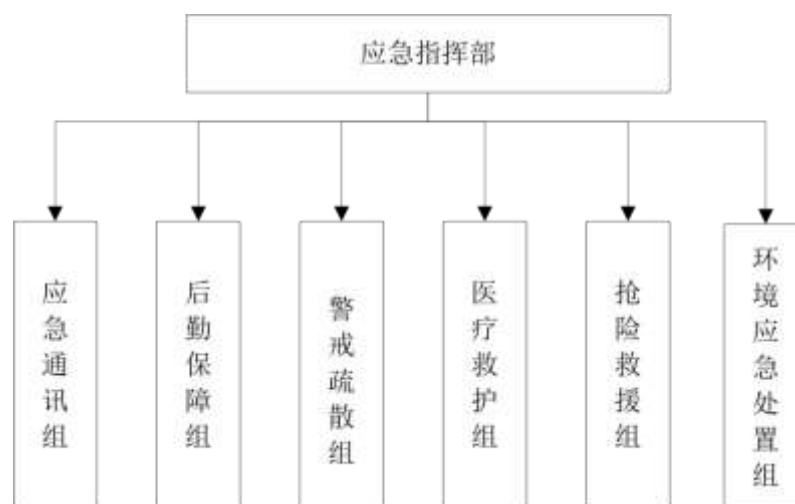 应急指挥部
应急通讯组
后勤保障组
警戒疏散组
医疗救护组
抢险救援组
环境应急处置组